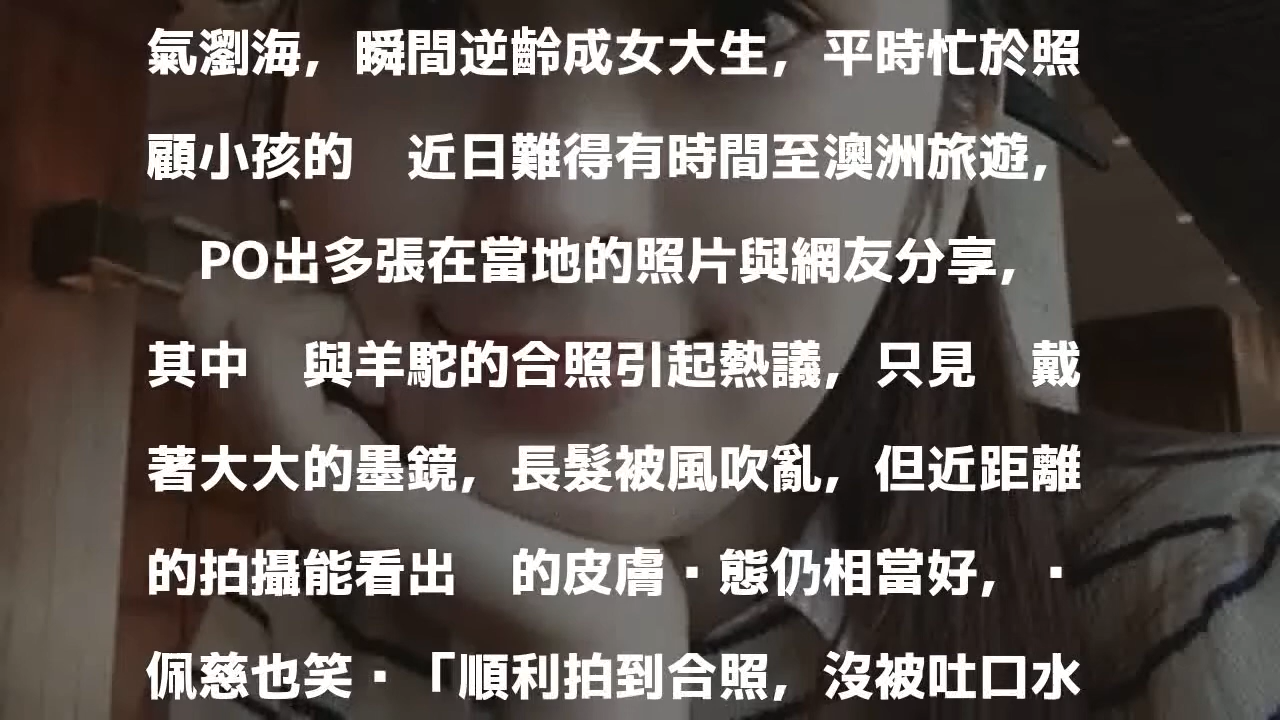 氣瀏海，瞬間逆齡成女大生，平時忙於照
顧小孩的　近日難得有時間至澳洲旅遊，
PO出多張在當地的照片與網友分享，
其中　與羊駝的合照引起熱議，只見　戴
著大大的墨鏡，長髮被風吹亂，但近距離
的拍攝能看出　的皮膚▪態仍相當好，▪
佩慈也笑▪「順利拍到合照，沒被吐口水